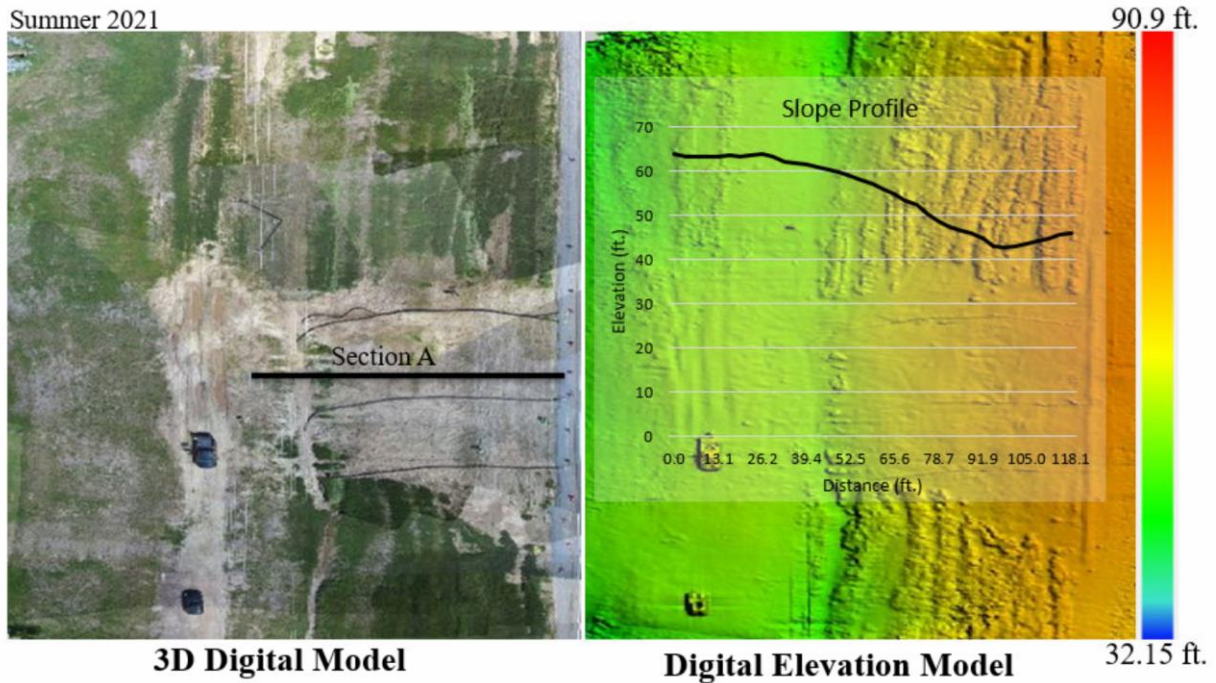 Summer 2021
90.9 ft.
Slope Profile
70
60
50
40
30
20
10
0
Elevation (ft.)
0.0 13.1 26.2 39.4 52.5 65.6 78.7 91.9 105.0 118.1
Distance (ft.)
Section A
32.15 ft.
3D Digital Model
Digital Elevation Model